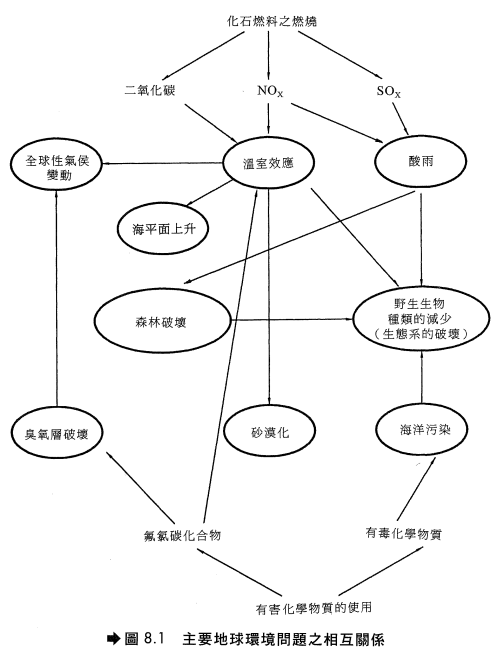 化石燃料之燃燒
二氧化碳
NOX
SOX
全球性氣侯
變動
溫室效應
酸雨
海平面上升
森林破壞
野生生物
種類的減少
(生態系的破壞)
臭氧層破壞
砂漠化
海洋污染
氟氯碳化合物
有毒化學物質
有害化學物質的使用
圖 8.1 主要地球環境問題之相互關係